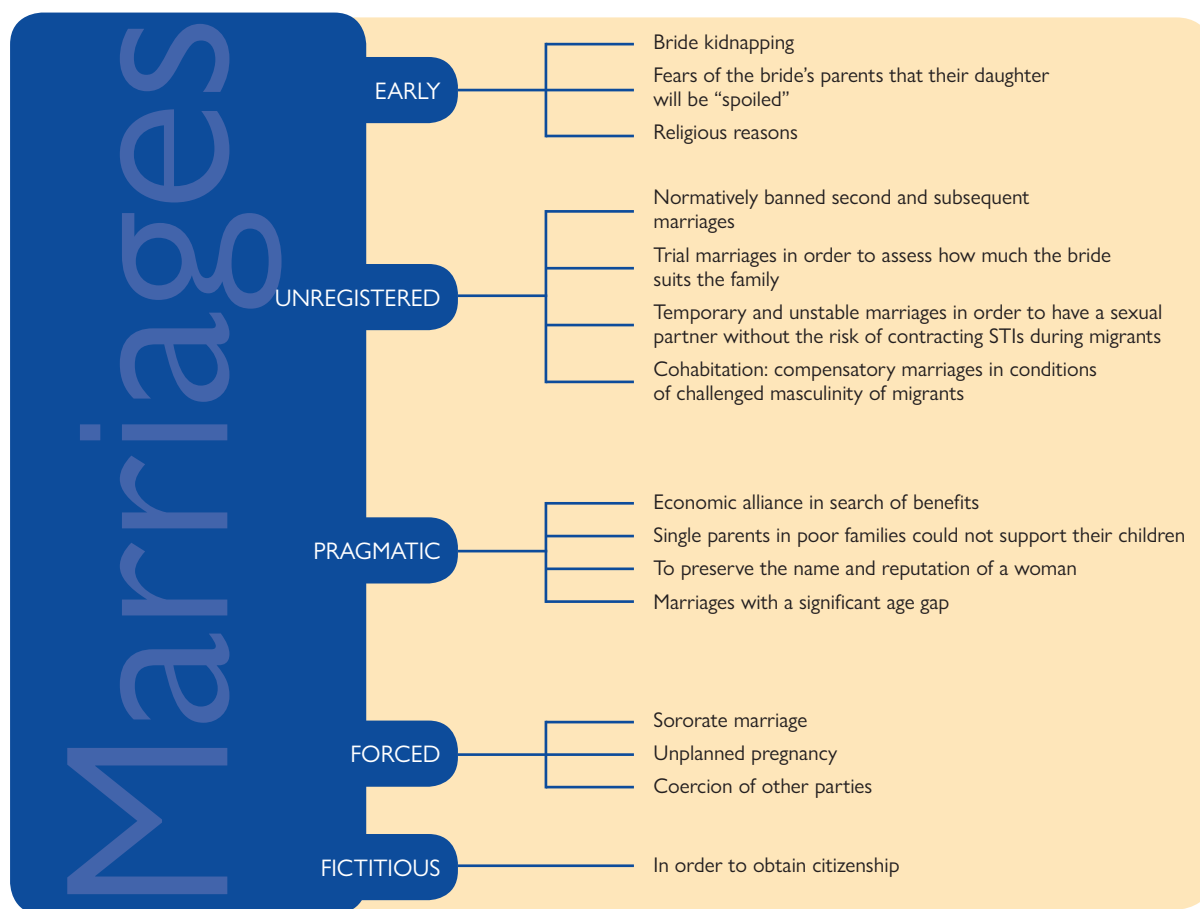 Marriages
EARLY
Bride kidnapping
Fears of the bride’s parents that their daughter
will be “spoiled”
Religious reasons
UNREGISTERED
Normatively banned second and subsequent
marriages
Trial marriages in order to assess how much the bride
suits the family
Temporary and unstable marriages in order to have a sexual
partner without the risk of contracting STIs during migrants
Cohabitation: compensatory marriages in conditions
of challenged masculinity of migrants
PRAGMATIC
Economic alliance in search of benefits
Single parents in poor families could not support their children
To preserve the name and reputation of a woman
Marriages with a significant age gap
FORCED
Sororate marriage
Unplanned pregnancy
Coercion of other parties
FICTITIOUS
In order to obtain citizenship